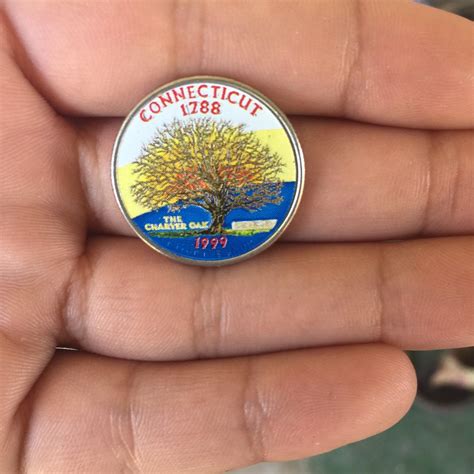 CONNECTICUT
1788
THE
CHARTER OAK
1999